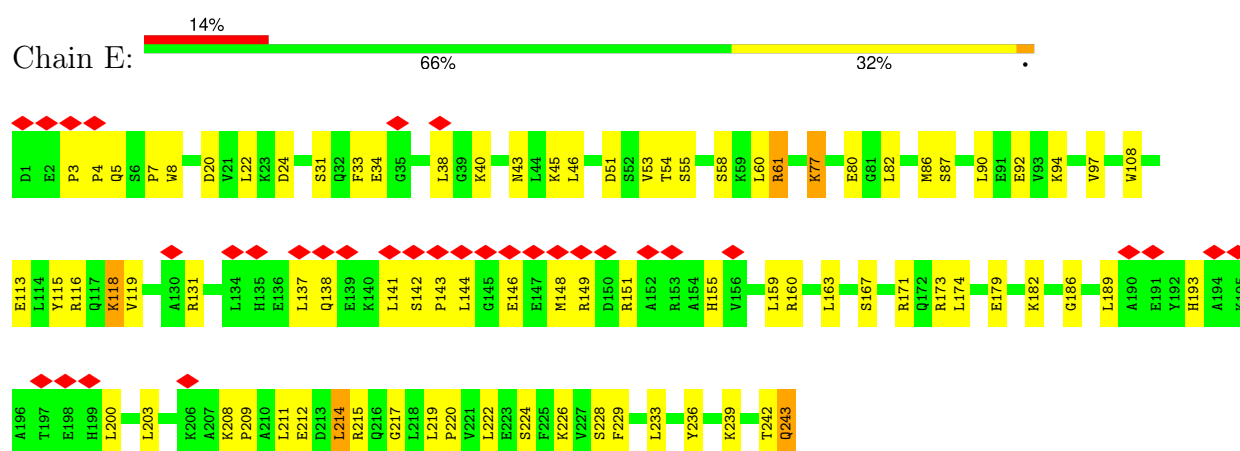 14%
Chain E:
66% 32% •
D1 E2 P3 P4 Q5 S6 P7 W8 D20 V21 L22 K23 D24 S31 Q32 F33 E34 G35 L38 G39 K40 N43 L44 K45 L46 D51 S52 V53 T54 S55 S58 K59 L60 R61 K77 E80 G81 L82 M86 S87 L90 E91 E92 V93 K94 V97 W108
E113 L114 Y115 R116 Q117 K118 V119 A130 R131 L134 H135 E136 L137 Q138 E139 K140 L141 S142 P143 L144 G145 E146 E147 M148 R149 D150 R151 A152 R153 A154 H155 V156 L159 R160 L163 S167 R171 Q172 R173 L174 E179 K182 G186 L189 A190 E191 Y192 H193 A194 K195
A196 T197 E198 H199 L200 L203 K206 A207 K208 P209 A210 L211 E212 D213 L214 R215 Q216 G217 L218 L219 P220 V221 L222 E223 S224 F225 K226 V227 S228 F229 L233 Y236 K239 T242 Q243